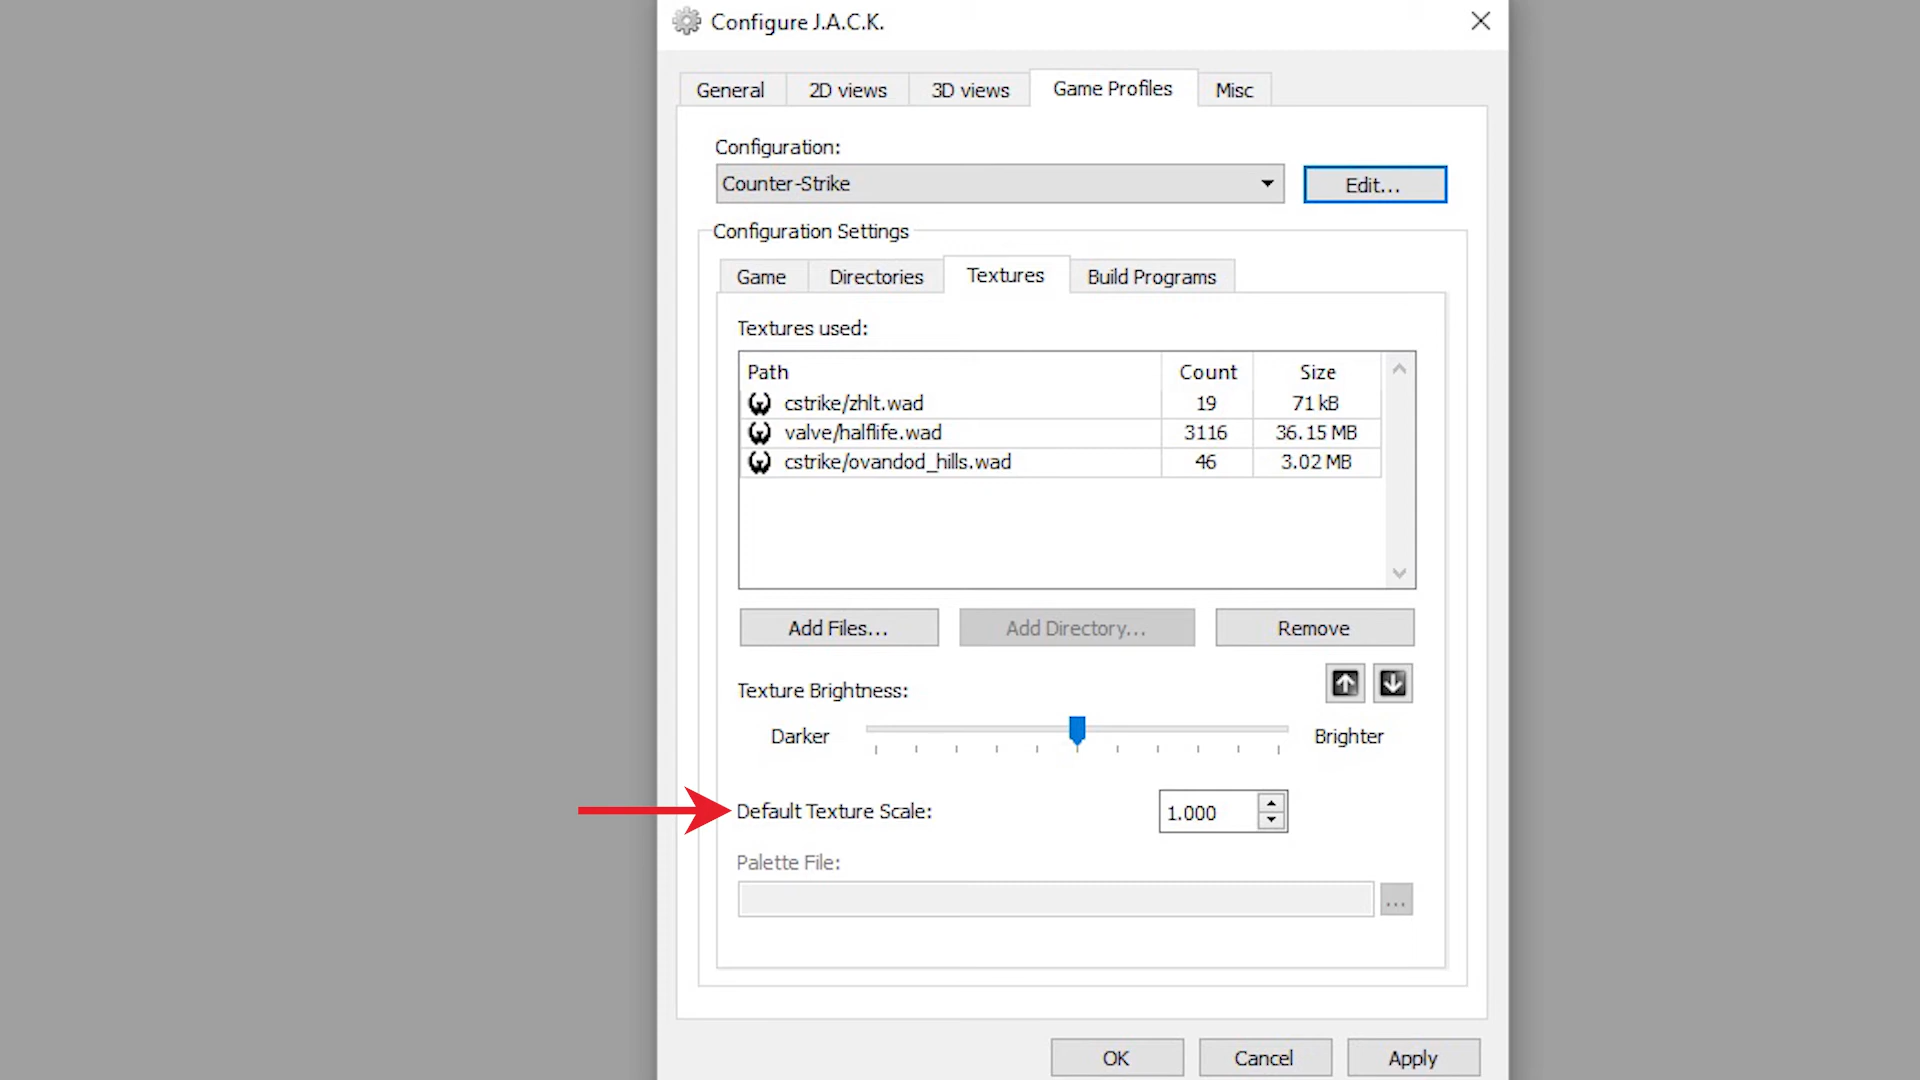 Configure J.A.C.K.
General 2D views 3D views Game Profiles Misc
Configuration:
Counter-Strike Edit...
Configuration Settings
Game Directories Textures Build Programs
Textures used:
Path Count Size
cstrike/zhlt.wad 19 71 kB
valve/halflife.wad 3116 36.15 MB
cstrike/ovandod_hills.wad 46 3.02 MB
Add Files... Add Directory... Remove
Texture Brightness:
Darker Brighter
Default Texture Scale: 1.000
Palette File:
...
OK Cancel Apply